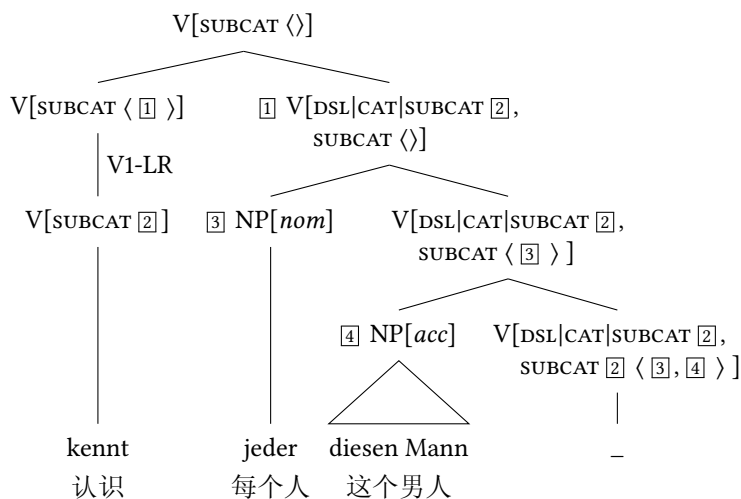 V[SUBCAT ⟨⟩]
V[SUBCAT ⟨ 1 ⟩] 1 V[DSL|CAT|SUBCAT 2,
SUBCAT ⟨⟩]
V1-LR
V[SUBCAT 2] 3 NP[nom] V[DSL|CAT|SUBCAT 2,
SUBCAT ⟨ 3 ⟩ ]
4 NP[acc] V[DSL|CAT|SUBCAT 2,
SUBCAT 2 ⟨ 3, 4 ⟩ ]
kennt jeder diesen Mann _
认识 每个人 这个男人